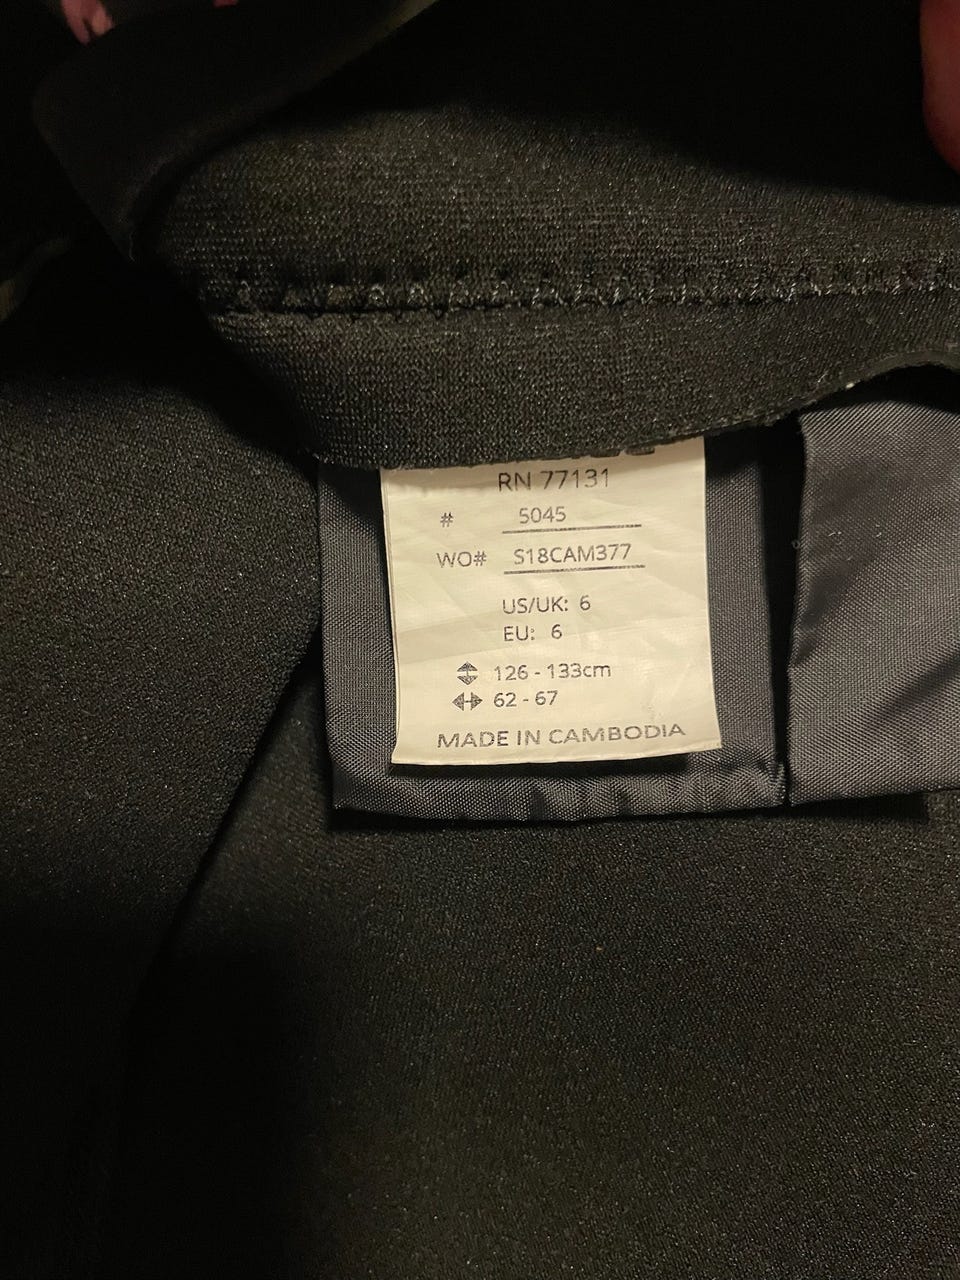 RN 77131
# 5045
WO# S18CAM377
US/UK: 6
EU: 6
126 - 133cm
62 - 67
MADE IN CAMBODIA